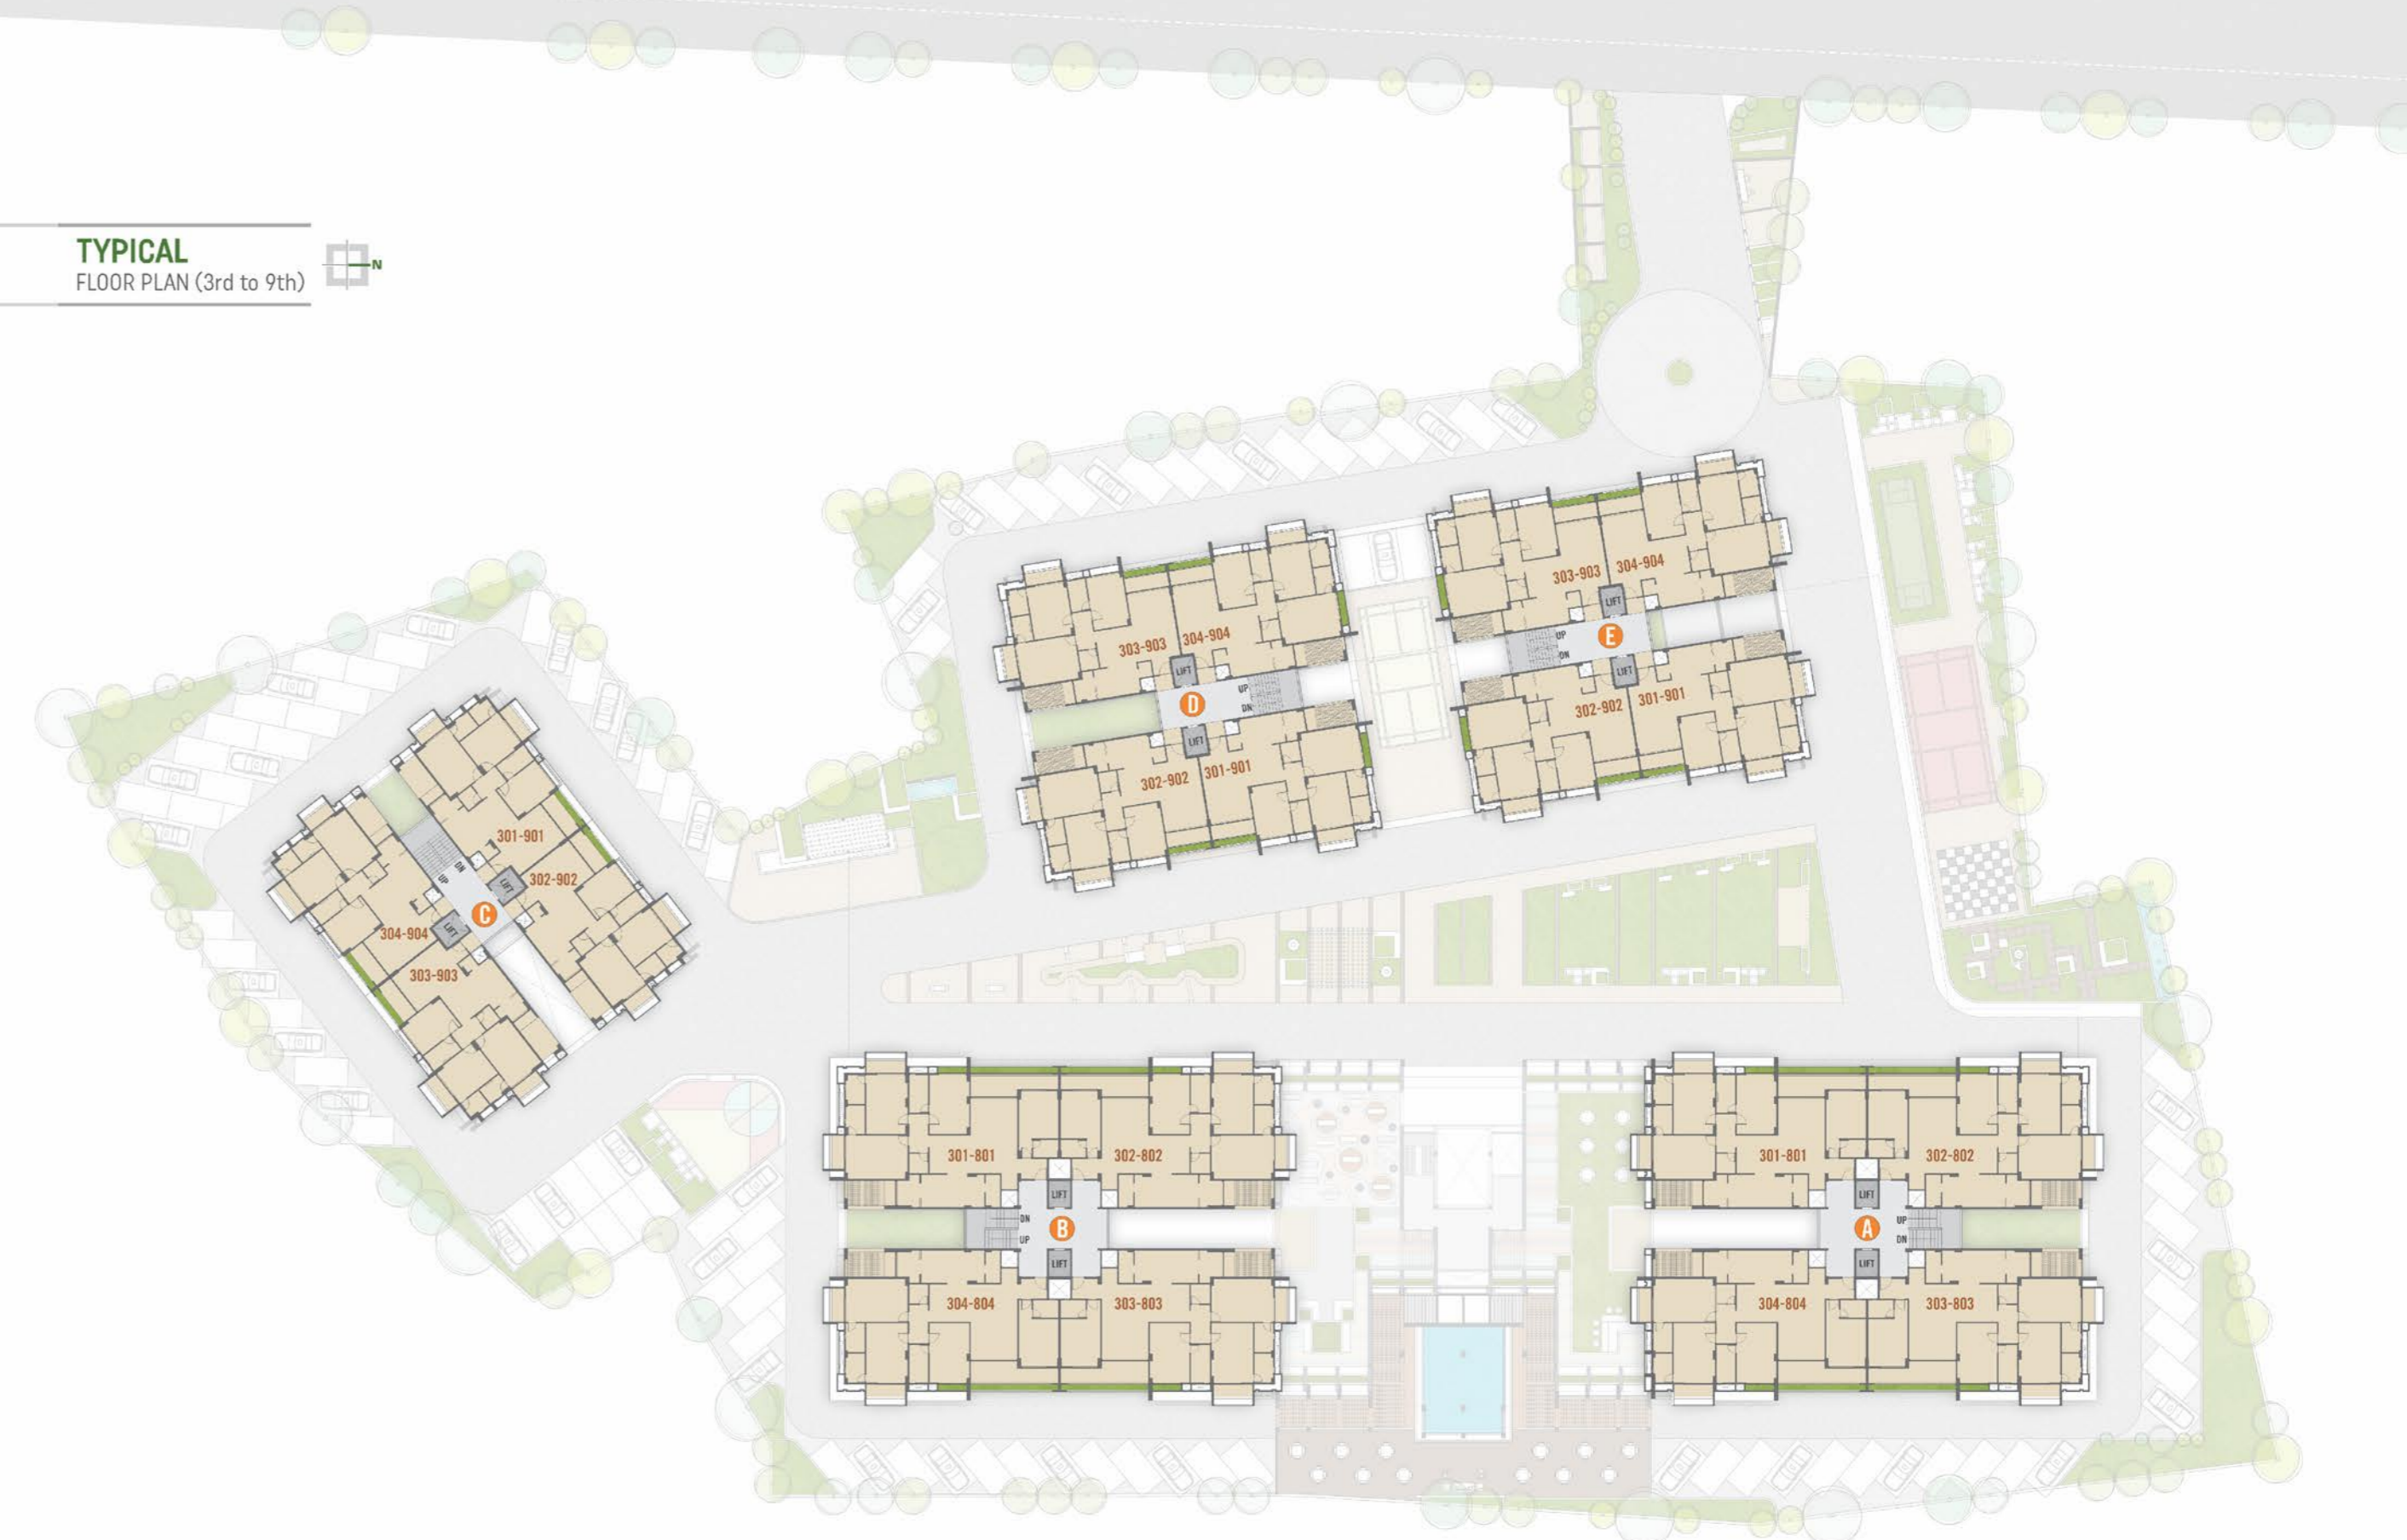 TYPICAL
FLOOR PLAN (3rd to 9th)
N
303-903
304-904
LIFT
UP
DN
E
LIFT
302-902
301-901
303-903
304-904
LIFT
UP
D
DN
LIFT
302-902
301-901
301-901
DN
UP
LIFT
302-902
C
304-904
LIFT
303-903
301-801
302-802
LIFT
DN
B
UP
LIFT
304-804
303-803
301-801
302-802
LIFT
UP
A
DN
LIFT
304-804
303-803